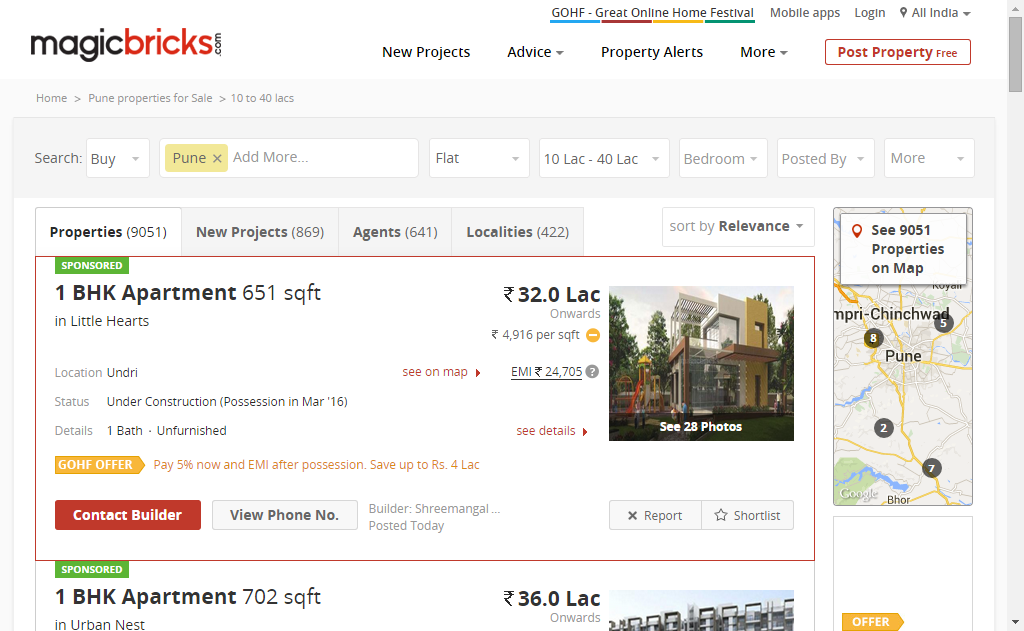 GOHF - Great Online Home Festival Mobile apps Login All India
magicbricks.com
New Projects Advice Property Alerts More Post Property Free
Home > Pune properties for Sale > 10 to 40 lacs
Search: Buy Pune × Add More... Flat 10 Lac - 40 Lac Bedroom Posted By More
Properties (9051) New Projects (869) Agents (641) Localities (422) sort by Relevance
See 9051
Properties
on Map
SPONSORED
1 BHK Apartment 651 sqft ₹ 32.0 Lac
Onwards
in Little Hearts
₹ 4,916 per sqft
Location Undri see on map EMI ₹ 24,705 ?
Status Under Construction (Possession in Mar '16)
Details 1 Bath · Unfurnished see details
See 28 Photos
GOHF OFFER Pay 5% now and EMI after possession. Save up to Rs. 4 Lac
Contact Builder View Phone No. Builder: Shreemangal ...
Posted Today
× Report Shortlist
mpri-Chinchwad
5
8
Pune
2
7
Google
Bhor
SPONSORED
1 BHK Apartment 702 sqft ₹ 36.0 Lac
Onwards
in Urban Nest
OFFER